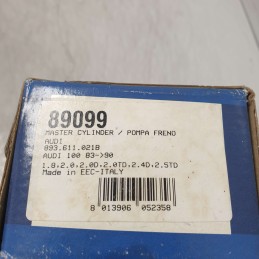 89099
MASTER CYLINDER / POMPA FRENO
AUDI
893.611.021B
AUDI 100 83->90
1.8,2.0,2.0D,2.0TD,2.4D,2.5TD
Made in EEC-ITALY
8 013906 052358